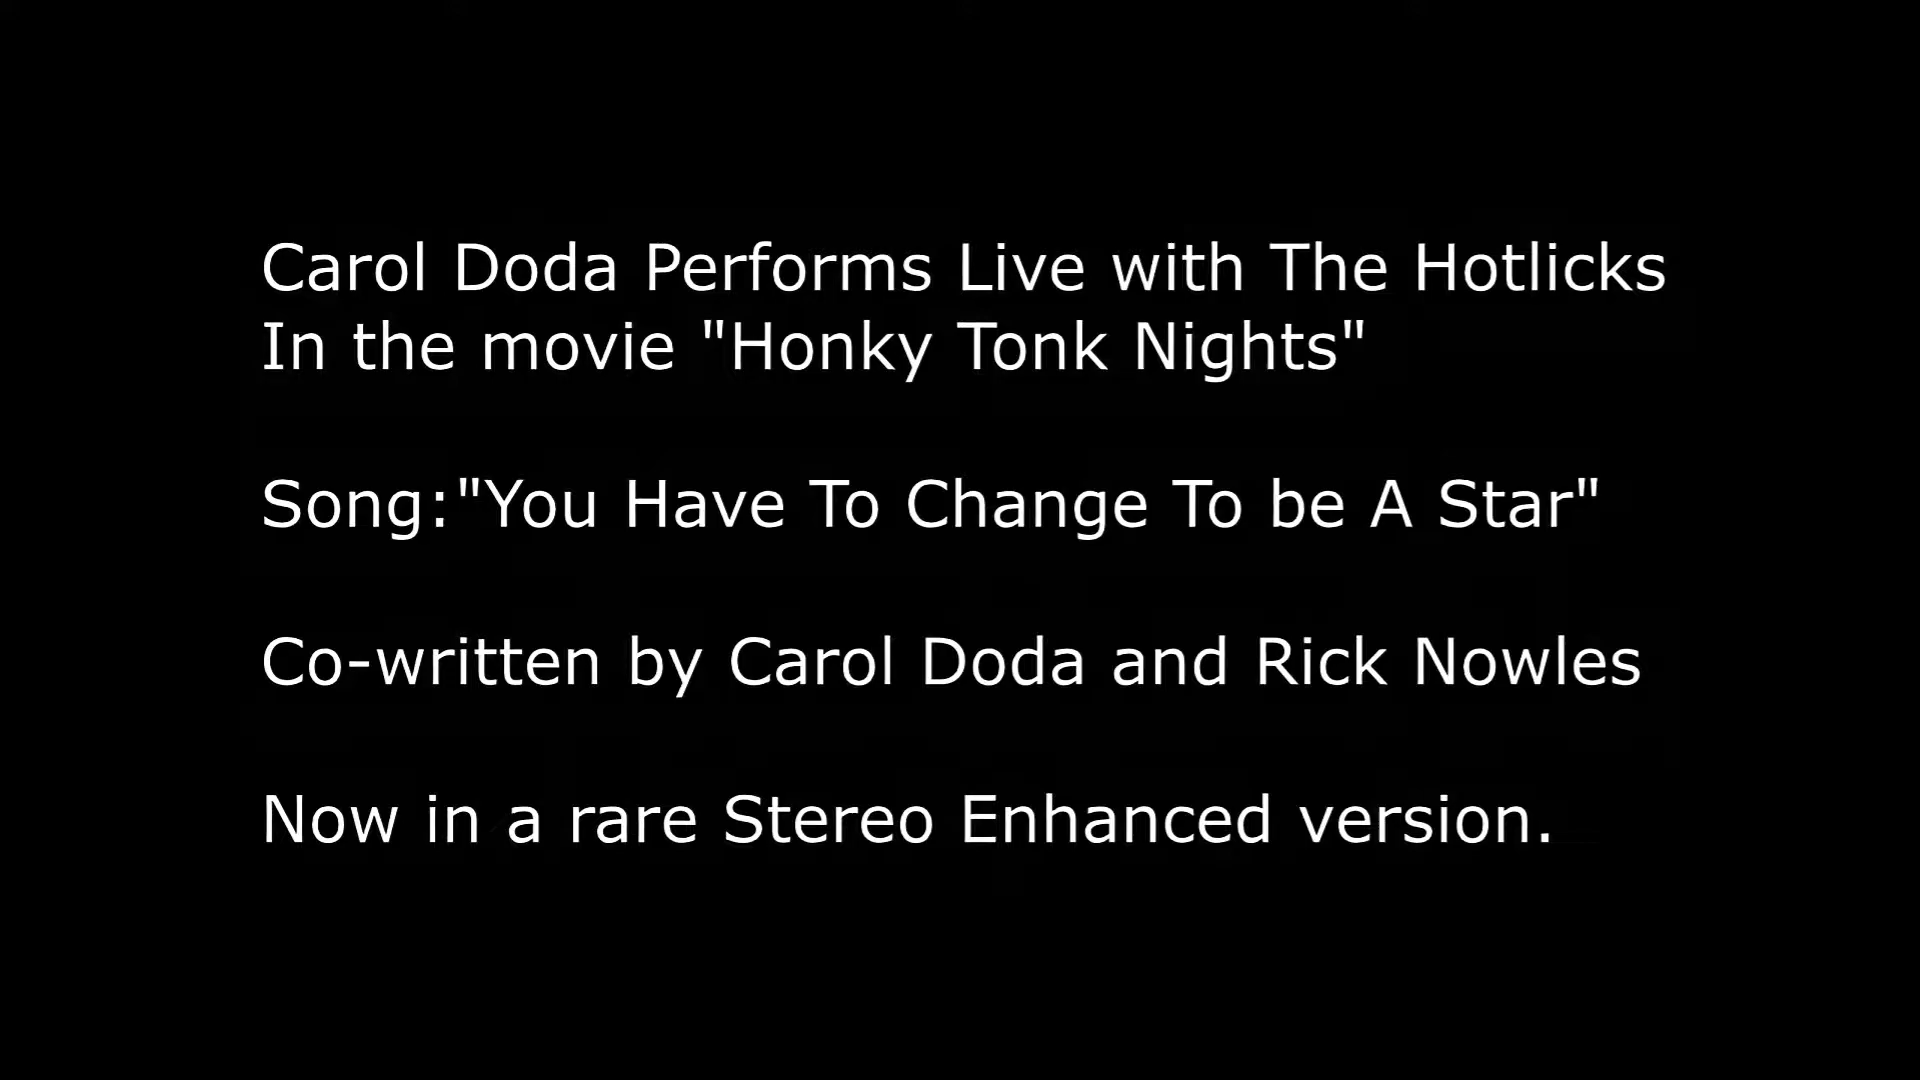 Carol Doda Performs Live with The Hotlicks
In the movie "Honky Tonk Nights"
Song:"You Have To Change To be A Star"
Co-written by Carol Doda and Rick Nowles
Now in a rare Stereo Enhanced version.